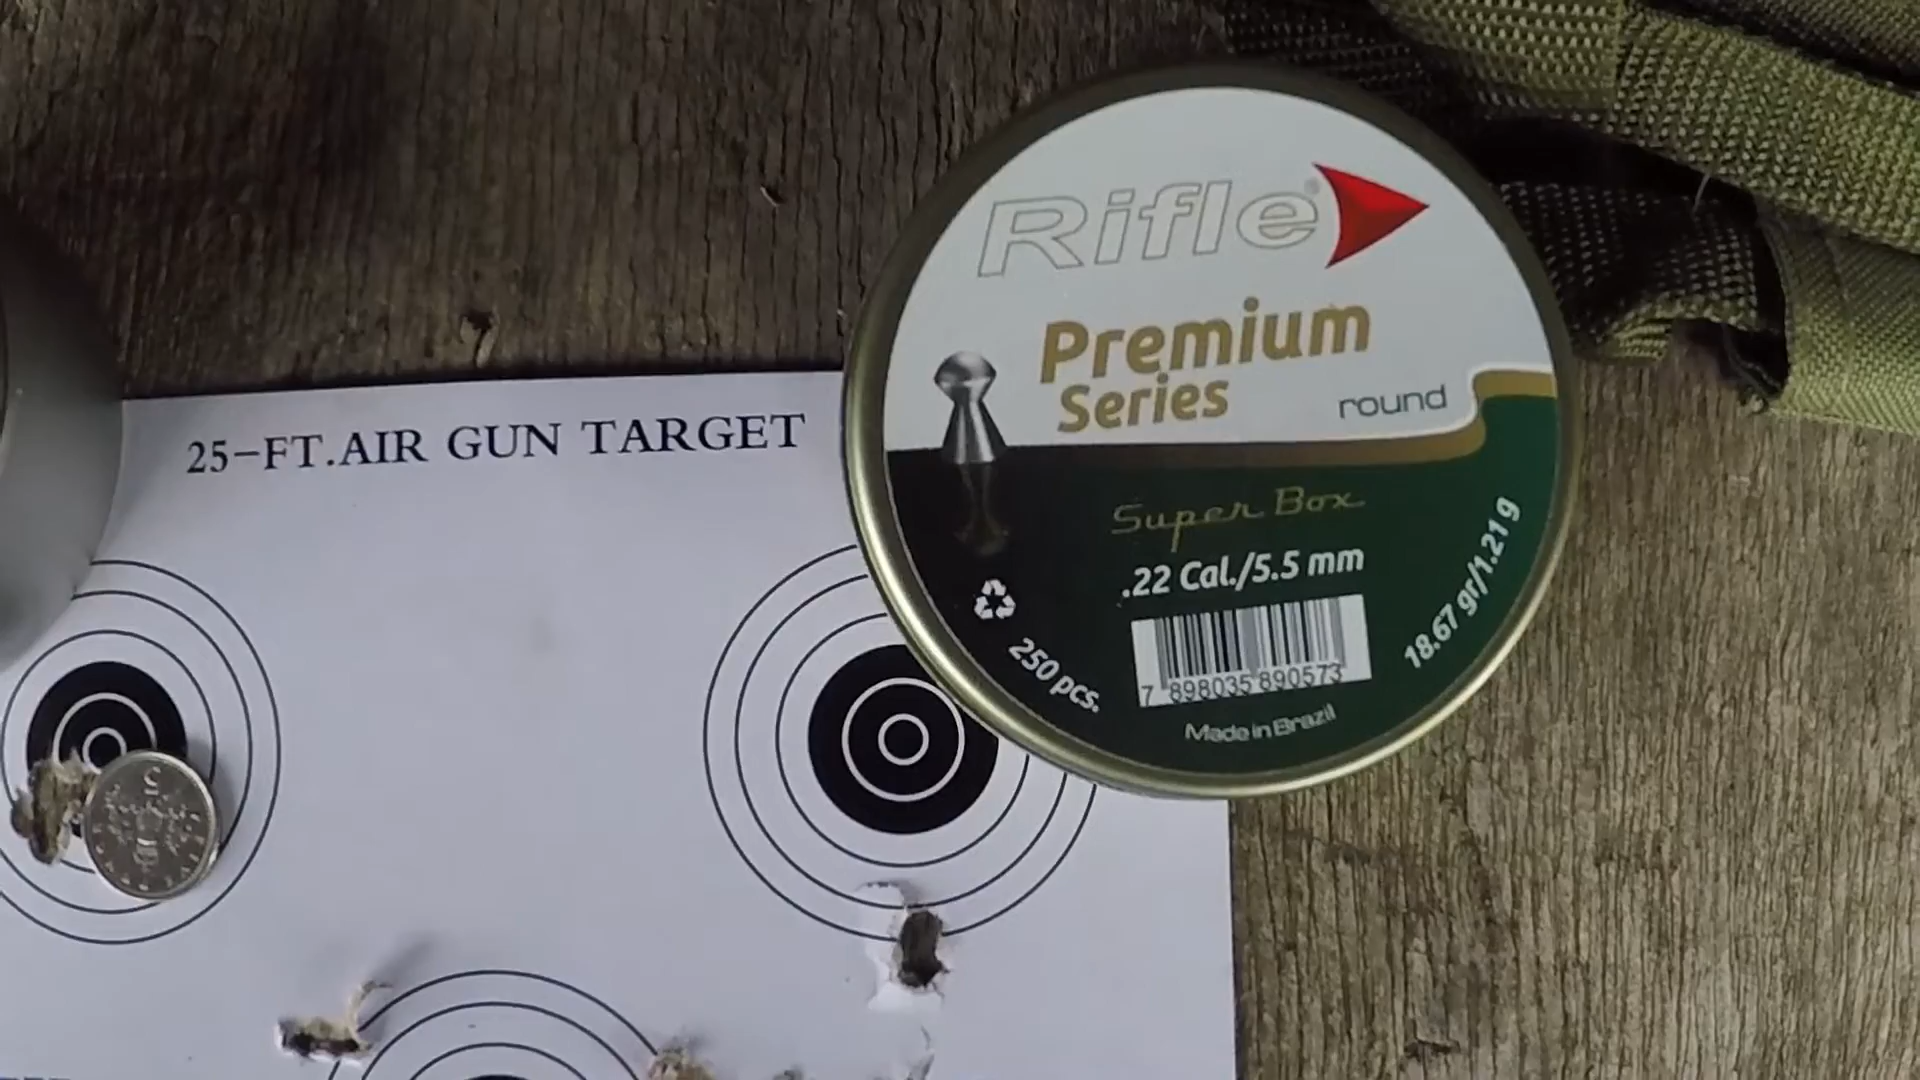 25-FT.AIR GUN TARGET
Rifle®
Premium
Series
round
Super Box
.22 Cal./5.5 mm
18.67 gr/1.21 g
250 pcs.
7 898035 890573
Made in Brazil